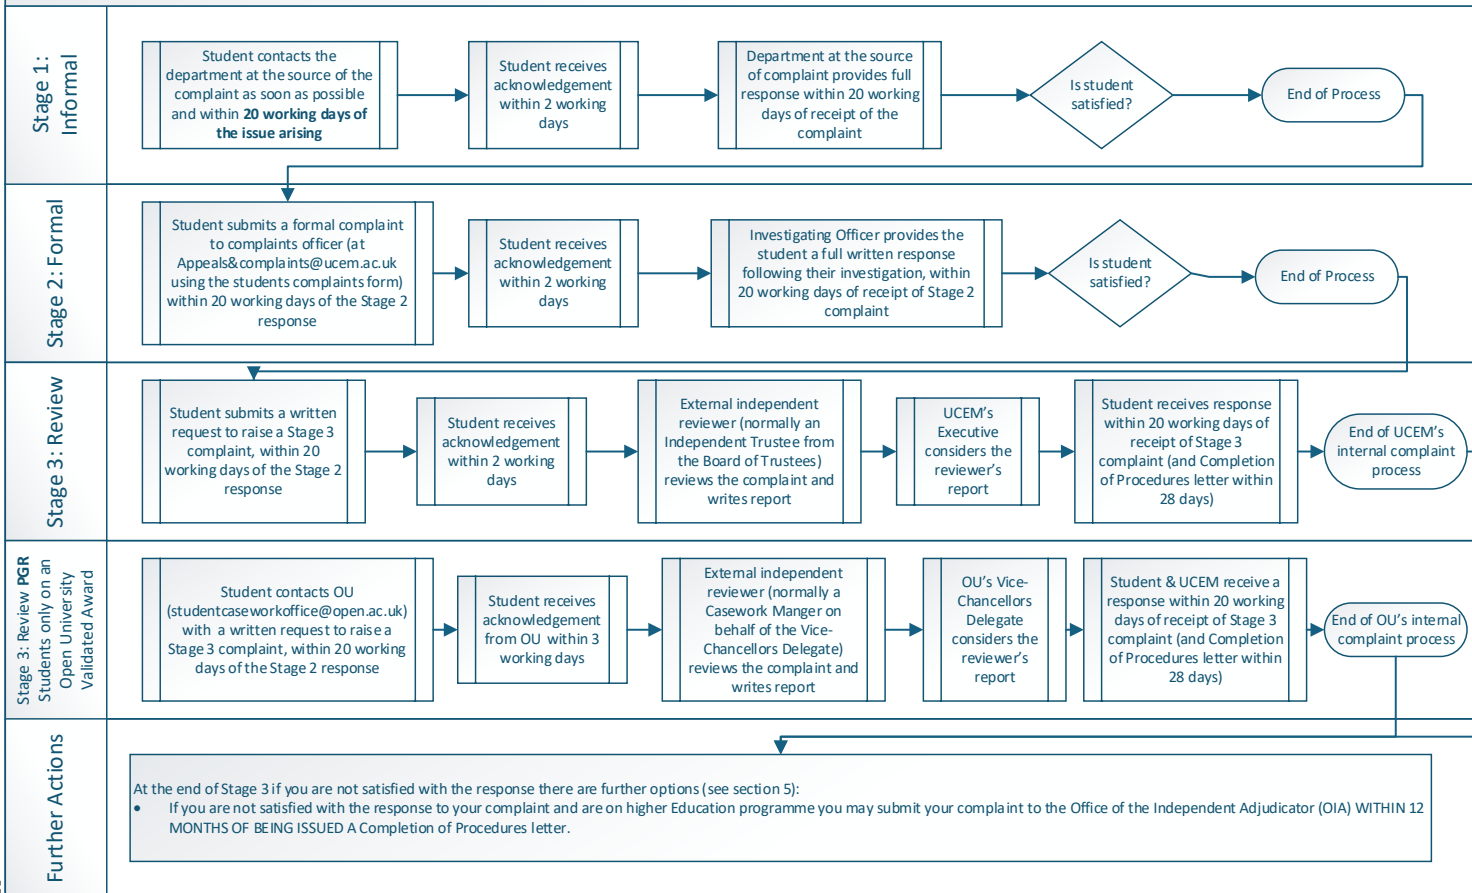 Stage 1:
Informal
Student contacts the
department at the source of the
complaint as soon as possible
and within 20 working days of
the issue arising
Student receives
acknowledgement
within 2 working
days
Department at the source
of complaint provides full
response within 20 working
days of receipt of the
complaint
Is student
satisfied?
End of Process
Stage 2: Formal
Student submits a formal complaint
to complaints officer (at
Appeals&complaints@ucem.ac.uk
using the students complaints form)
within 20 working days of the Stage 2
response
Student receives
acknowledgement
within 2 working
days
Investigating Officer provides the
student a full written response
following their investigation, within
20 working days of receipt of Stage 2
complaint
Is student
satisfied?
End of Process
Stage 3: Review
Student submits a written
request to raise a Stage 3
complaint, within 20
working days of the Stage 2
response
Student receives
acknowledgement
within 2 working
days
External independent
reviewer (normally an
Independent Trustee from
the Board of Trustees)
reviews the complaint and
writes report
UCEM's
Executive
considers the
reviewer's
report
Student receives response
within 20 working days of
receipt of Stage 3
complaint (and Completion
of Procedures letter within
28 days)
End of UCEM's
internal complaint
process
Stage 3: Review PGR
Students only on an
Open University
Validated Award
Student contacts OU
(studentcaseworkoffice@open.ac.uk)
with a written request to raise a
Stage 3 complaint, within 20 working
days of the Stage 2 response
Student receives
acknowledgement
from OU within 3
working days
External independent
reviewer (normally a
Casework Manger on
behalf of the Vice-
Chancellors Delegate)
reviews the complaint and
writes report
OU's Vice-
Chancellors
Delegate
considers the
reviewer's
report
Student & UCEM receive a
response within 20 working
days of receipt of Stage 3
complaint (and Completion
of Procedures letter within
28 days)
End of OU's internal
complaint process
Further Actions
At the end of Stage 3 if you are not satisfied with the response there are further options (see section 5):
• If you are not satisfied with the response to your complaint and are on higher Education programme you may submit your complaint to the Office of the Independent Adjudicator (OIA) WITHIN 12
MONTHS OF BEING ISSUED A Completion of Procedures letter.